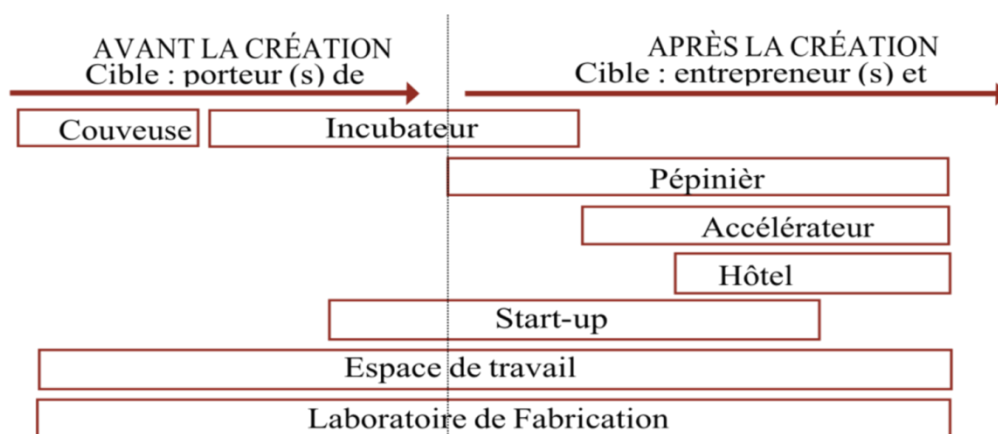 AVANT LA CRÉATION
Cible : porteur (s) de
APRÈS LA CRÉATION
Cible : entrepreneur (s) et
Couveuse
Incubateur
Pépinièr
Accélérateur
Hôtel
Start-up
Espace de travail
Laboratoire de Fabrication